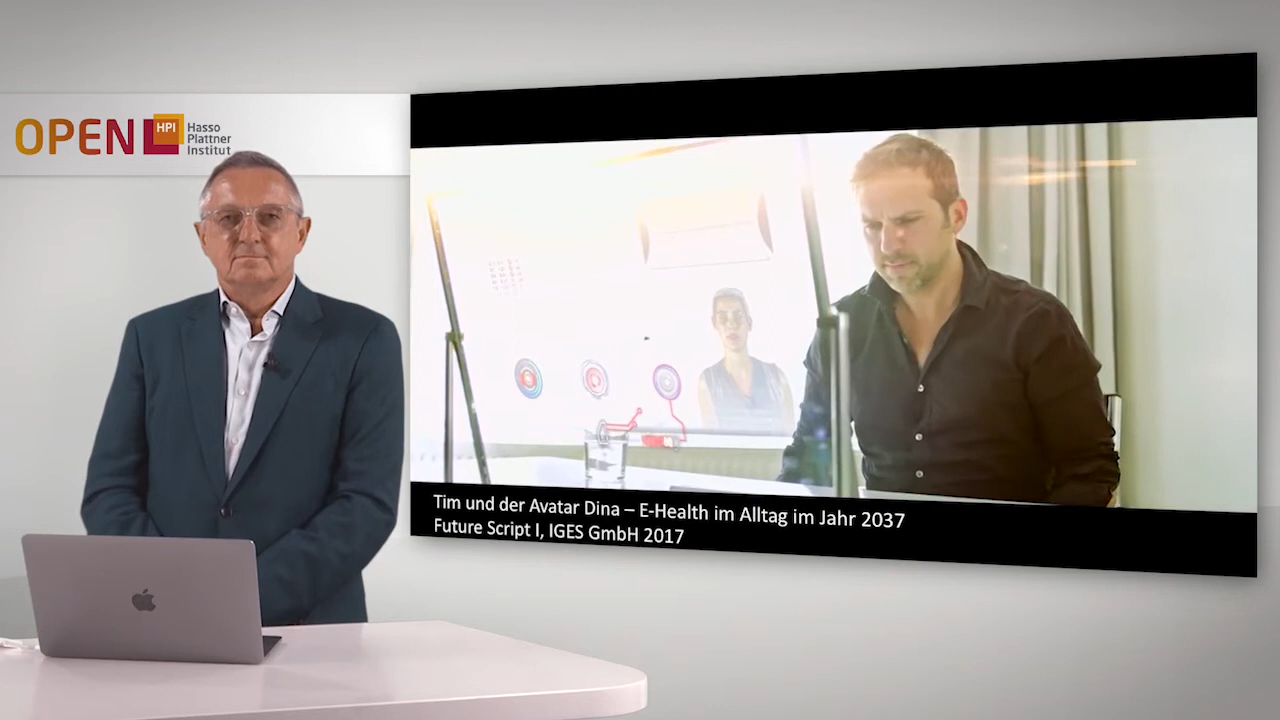 OPEN HPI Hasso
Plattner
Institut
Tim und der Avatar Dina – E-Health im Alltag im Jahr 2037
Future Script I, IGES GmbH 2017